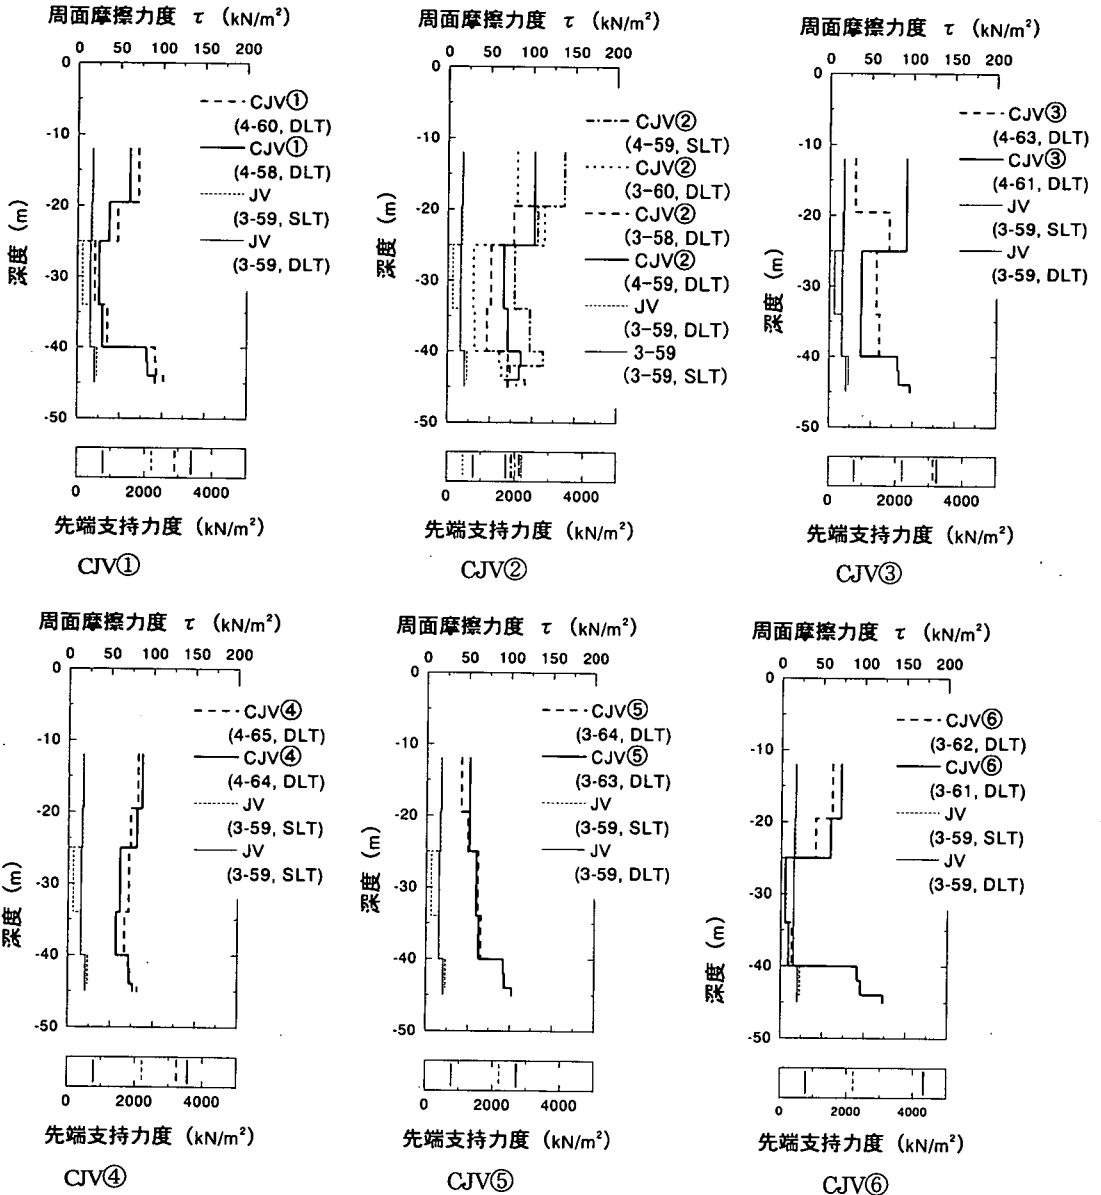 周面摩擦力度 τ (kN/m²)
0 50 100 150 200
0
-10
-20
-30
-40
-50
深度 (m)
CJV①
(4-60, DLT)
CJV①
(4-58, DLT)
JV
(3-59, SLT)
JV
(3-59, DLT)
0 2000 4000
先端支持力度 (kN/m²)
CJV①
周面摩擦力度 τ (kN/m²)
0 50 100 150 200
0
-10
-20
-30
-40
-50
深度 (m)
CJV②
(4-59, SLT)
CJV②
(3-60, DLT)
CJV②
(3-58, DLT)
CJV②
(4-59, DLT)
JV
(3-59, DLT)
3-59
(3-59, SLT)
0 2000 4000
先端支持力度 (kN/m²)
CJV②
周面摩擦力度 τ (kN/m²)
0 50 100 150 200
0
-10
-20
-30
-40
-50
深度 (m)
CJV③
(4-63, DLT)
CJV③
(4-61, DLT)
JV
(3-59, SLT)
JV
(3-59, DLT)
0 2000 4000
先端支持力度 (kN/m²)
CJV③
周面摩擦力度 τ (kN/m²)
0 50 100 150 200
0
-10
-20
-30
-40
-50
深度 (m)
CJV④
(4-65, DLT)
CJV④
(4-64, DLT)
JV
(3-59, SLT)
JV
(3-59, SLT)
0 2000 4000
先端支持力度 (kN/m²)
CJV④
周面摩擦力度 τ (kN/m²)
0 50 100 150 200
0
-10
-20
-30
-40
-50
深度 (m)
CJV⑤
(3-64, DLT)
CJV⑤
(3-63, DLT)
JV
(3-59, SLT)
JV
(3-59, DLT)
0 2000 4000
先端支持力度 (kN/m²)
CJV⑤
周面摩擦力度 τ (kN/m²)
0 50 100 150 200
0
-10
-20
-30
-40
-50
深度 (m)
CJV⑥
(3-62, DLT)
CJV⑥
(3-61, DLT)
JV
(3-59, SLT)
JV
(3-59, DLT)
0 2000 4000
先端支持力度 (kN/m²)
CJV⑥